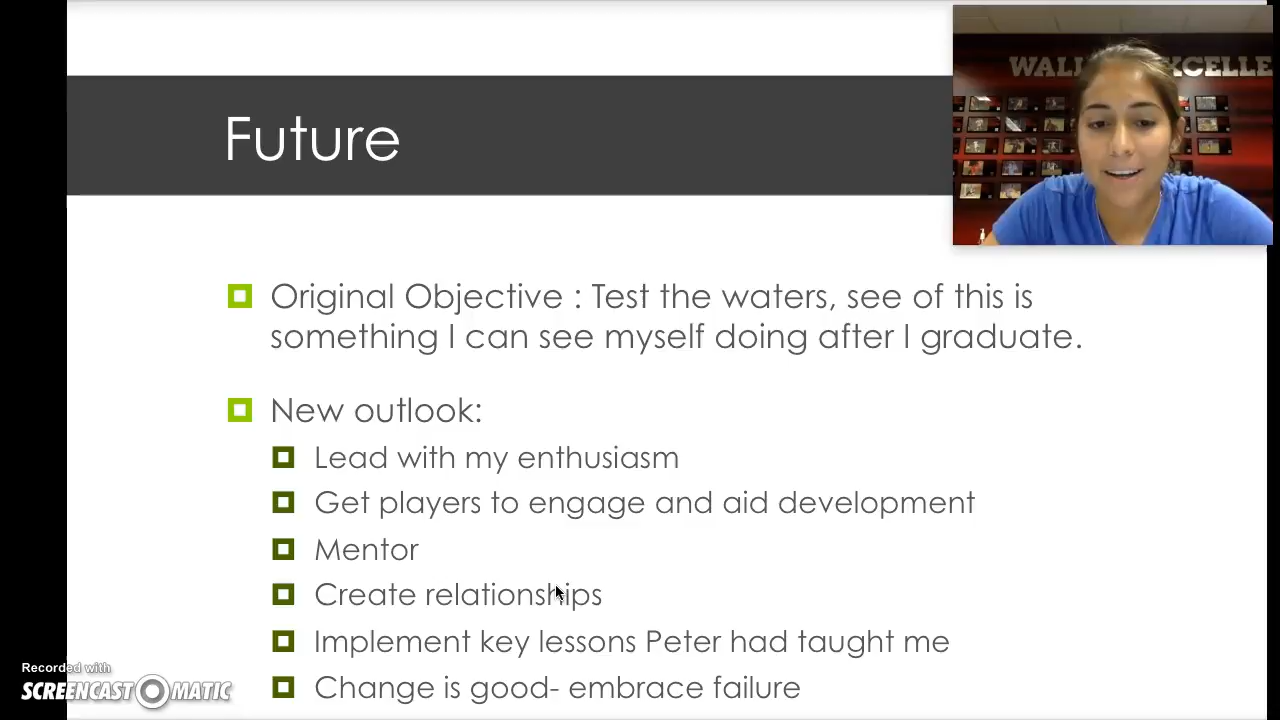 Future
WALL EXCELLE
Original Objective : Test the waters, see of this is
something I can see myself doing after I graduate.
New outlook:
Lead with my enthusiasm
Get players to engage and aid development
Mentor
Create relationships
Implement key lessons Peter had taught me
Change is good- embrace failure
Recorded with
SCREENCAST O MATIC